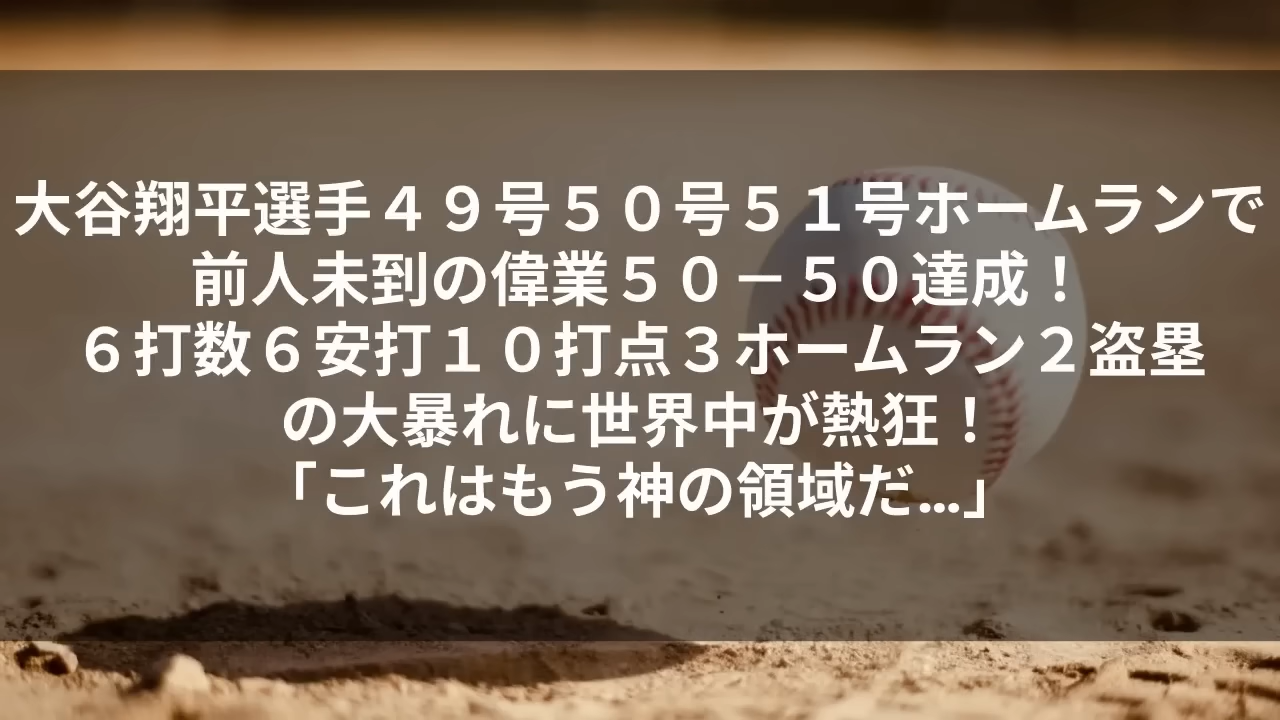 大谷翔平選手４９号５０号５１号ホームランで
前人未到の偉業５０－５０達成！
６打数６安打１０打点３ホームラン２盗塁
の大暴れに世界中が熱狂！
「これはもう神の領域だ…」